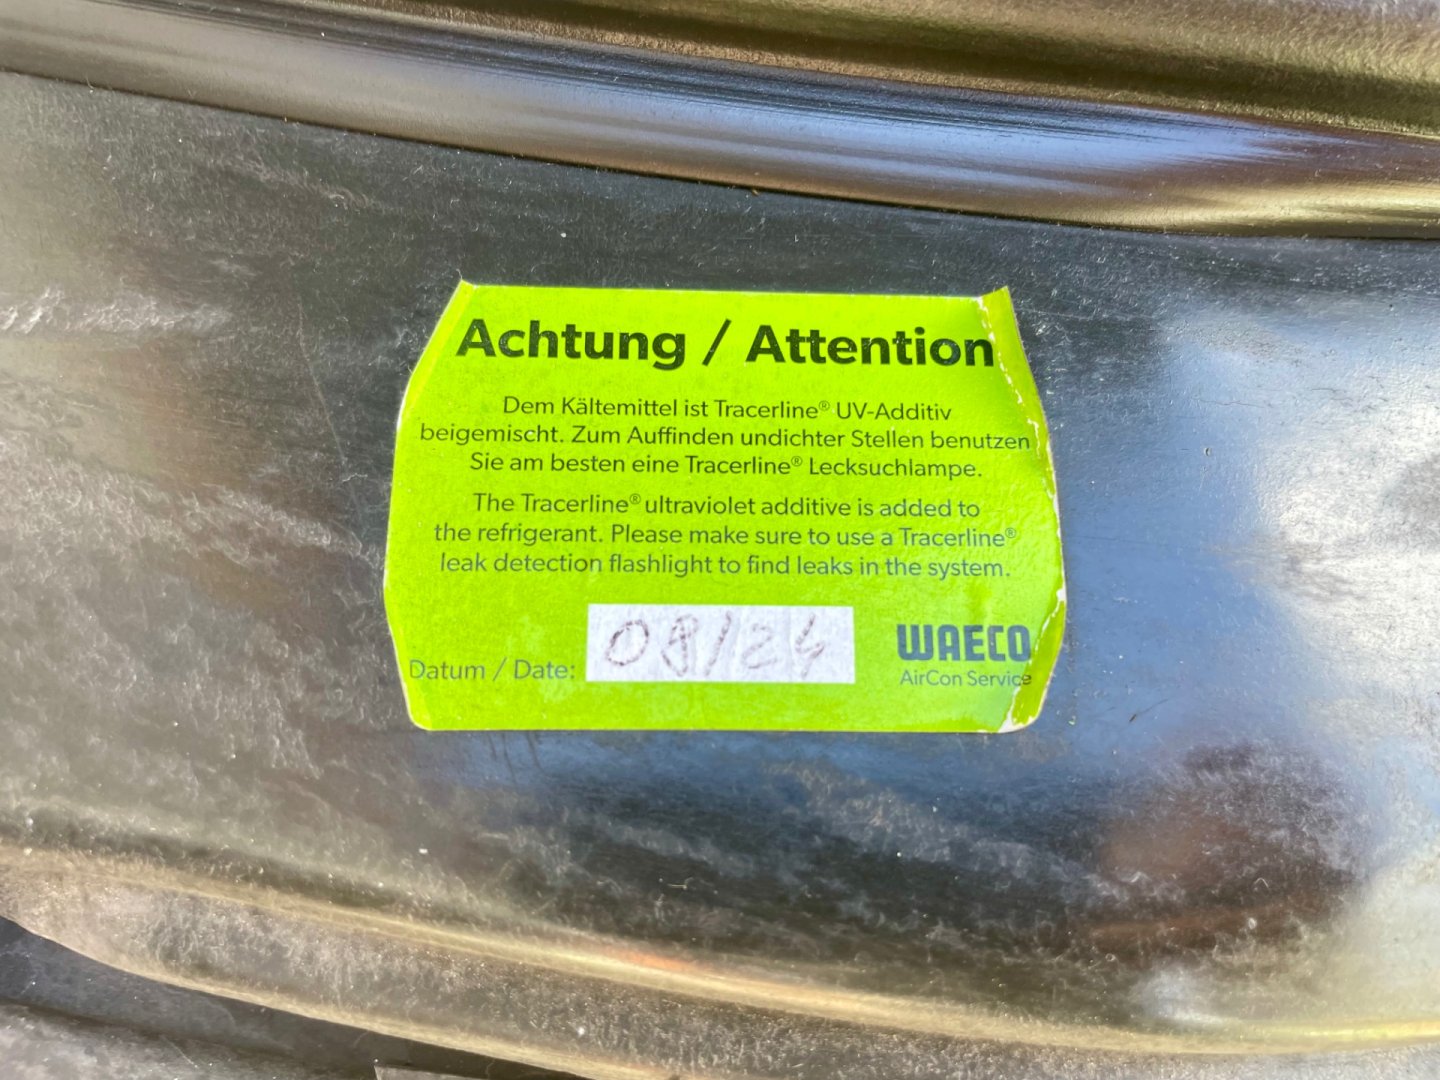 Achtung / Attention
Dem Kältemittel ist Tracerline® UV-Additiv
beigemischt. Zum Auffinden undichter Stellen benutzen
Sie am besten eine Tracerline® Lecksuchlampe.
The Tracerline® ultraviolet additive is added to
the refrigerant. Please make sure to use a Tracerline®
leak detection flashlight to find leaks in the system.
Datum / Date: 08/24
WAECO
AirCon Service